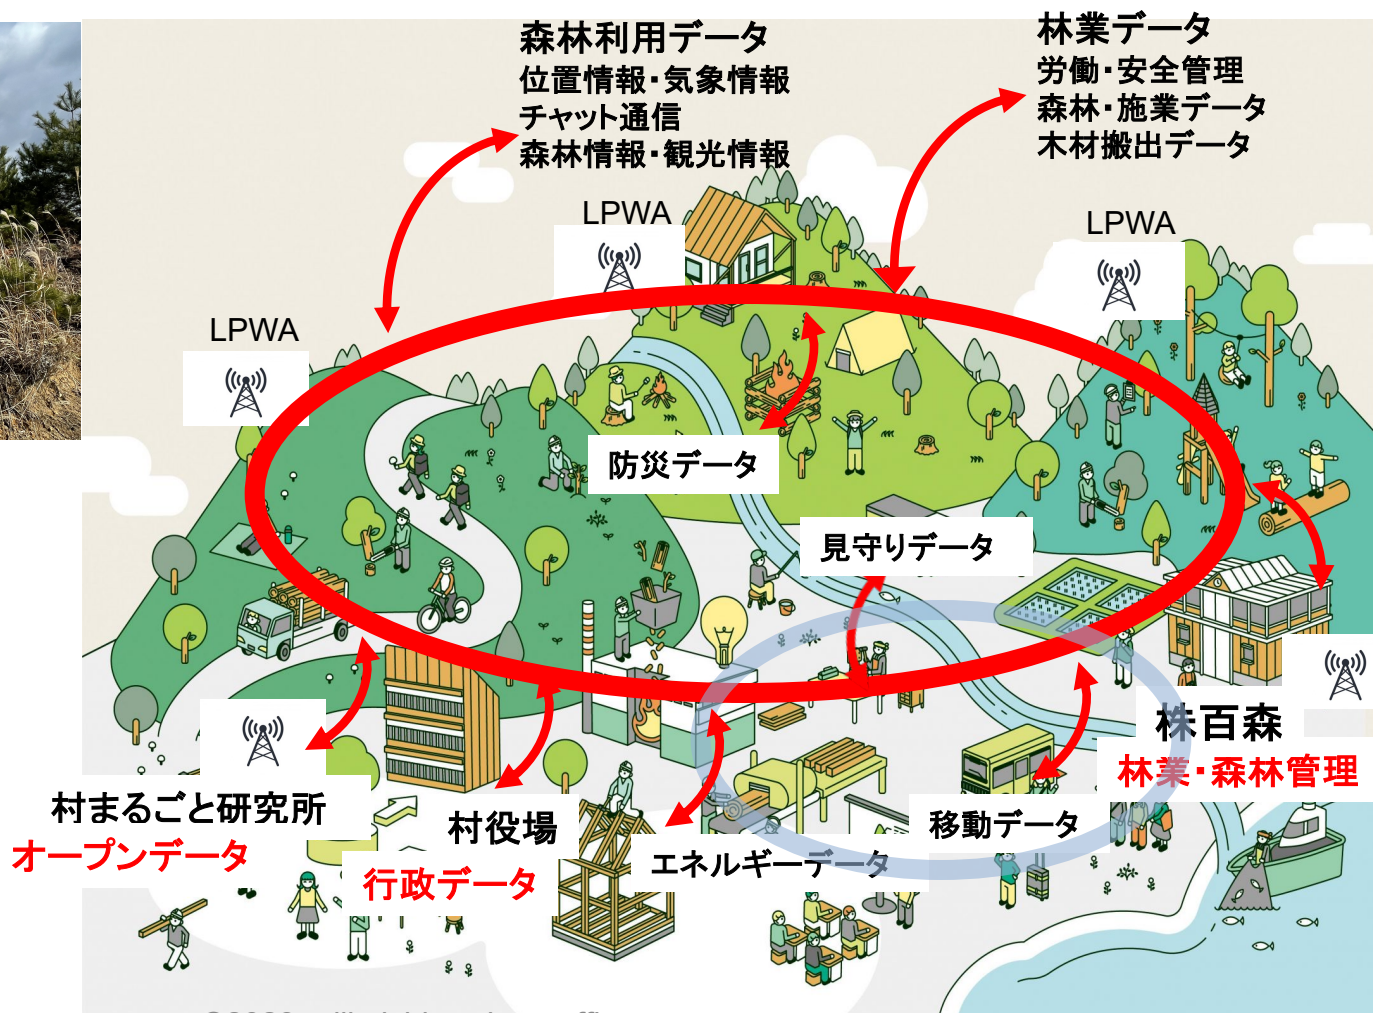 森林利用データ
位置情報・気象情報
チャット通信
森林情報・観光情報
林業データ
労働・安全管理
森林・施業データ
木材搬出データ
LPWA
LPWA
LPWA
防災データ
見守りデータ
株百森
林業・森林管理
村まるごと研究所
オープンデータ
村役場
行政データ
エネルギーデータ
移動データ